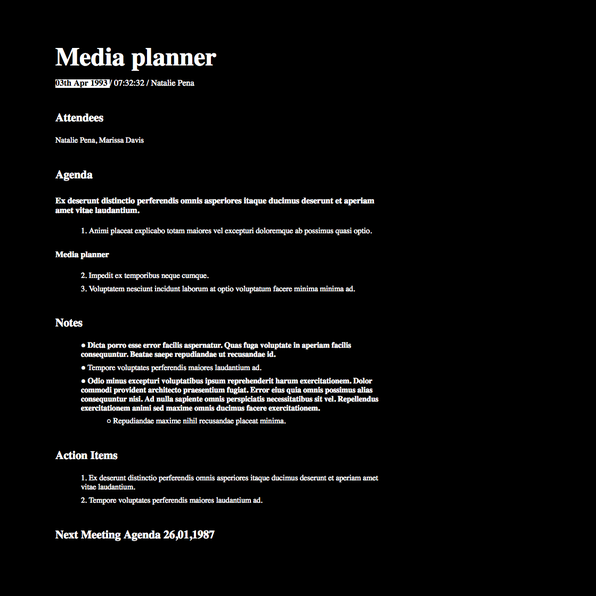 Media planner
03th Apr 1993 / 07:32:32 / Natalie Pena
Attendees
Natalie Pena, Marissa Davis
Agenda
Ex deserunt distinctio perferendis omnis asperiores itaque ducimus deserunt et aperiam
amet vitae laudantium.
1. Animi placeat explicabo totam maiores vel excepturi doloremque ab possimus quasi optio.
Media planner
2. Impedit ex temporibus neque cumque.
3. Voluptatem nesciunt incidunt laborum at optio voluptatum facere minima minima ad.
Notes
● Dicta porro esse error facilis aspernatur. Quas fuga voluptate in aperiam facilis
consequuntur. Beatae saepe repudiandae ut recusandae id.
● Tempore voluptates perferendis maiores laudantium ad.
● Odio minus excepturi voluptatibus ipsum reprehenderit harum exercitationem. Dolor
commodi provident architecto praesentium fugiat. Error eius quia omnis possimus alias
consequuntur nisi. Ad nulla sapiente omnis perspiciatis necessitatibus sit vel. Repellendus
exercitationem animi sed maxime omnis ducimus facere exercitationem.
○ Repudiandae maxime nihil recusandae placeat minima.
Action Items
1. Ex deserunt distinctio perferendis omnis asperiores itaque ducimus deserunt et aperiam amet
vitae laudantium.
2. Tempore voluptates perferendis maiores laudantium ad.
Next Meeting Agenda 26,01,1987